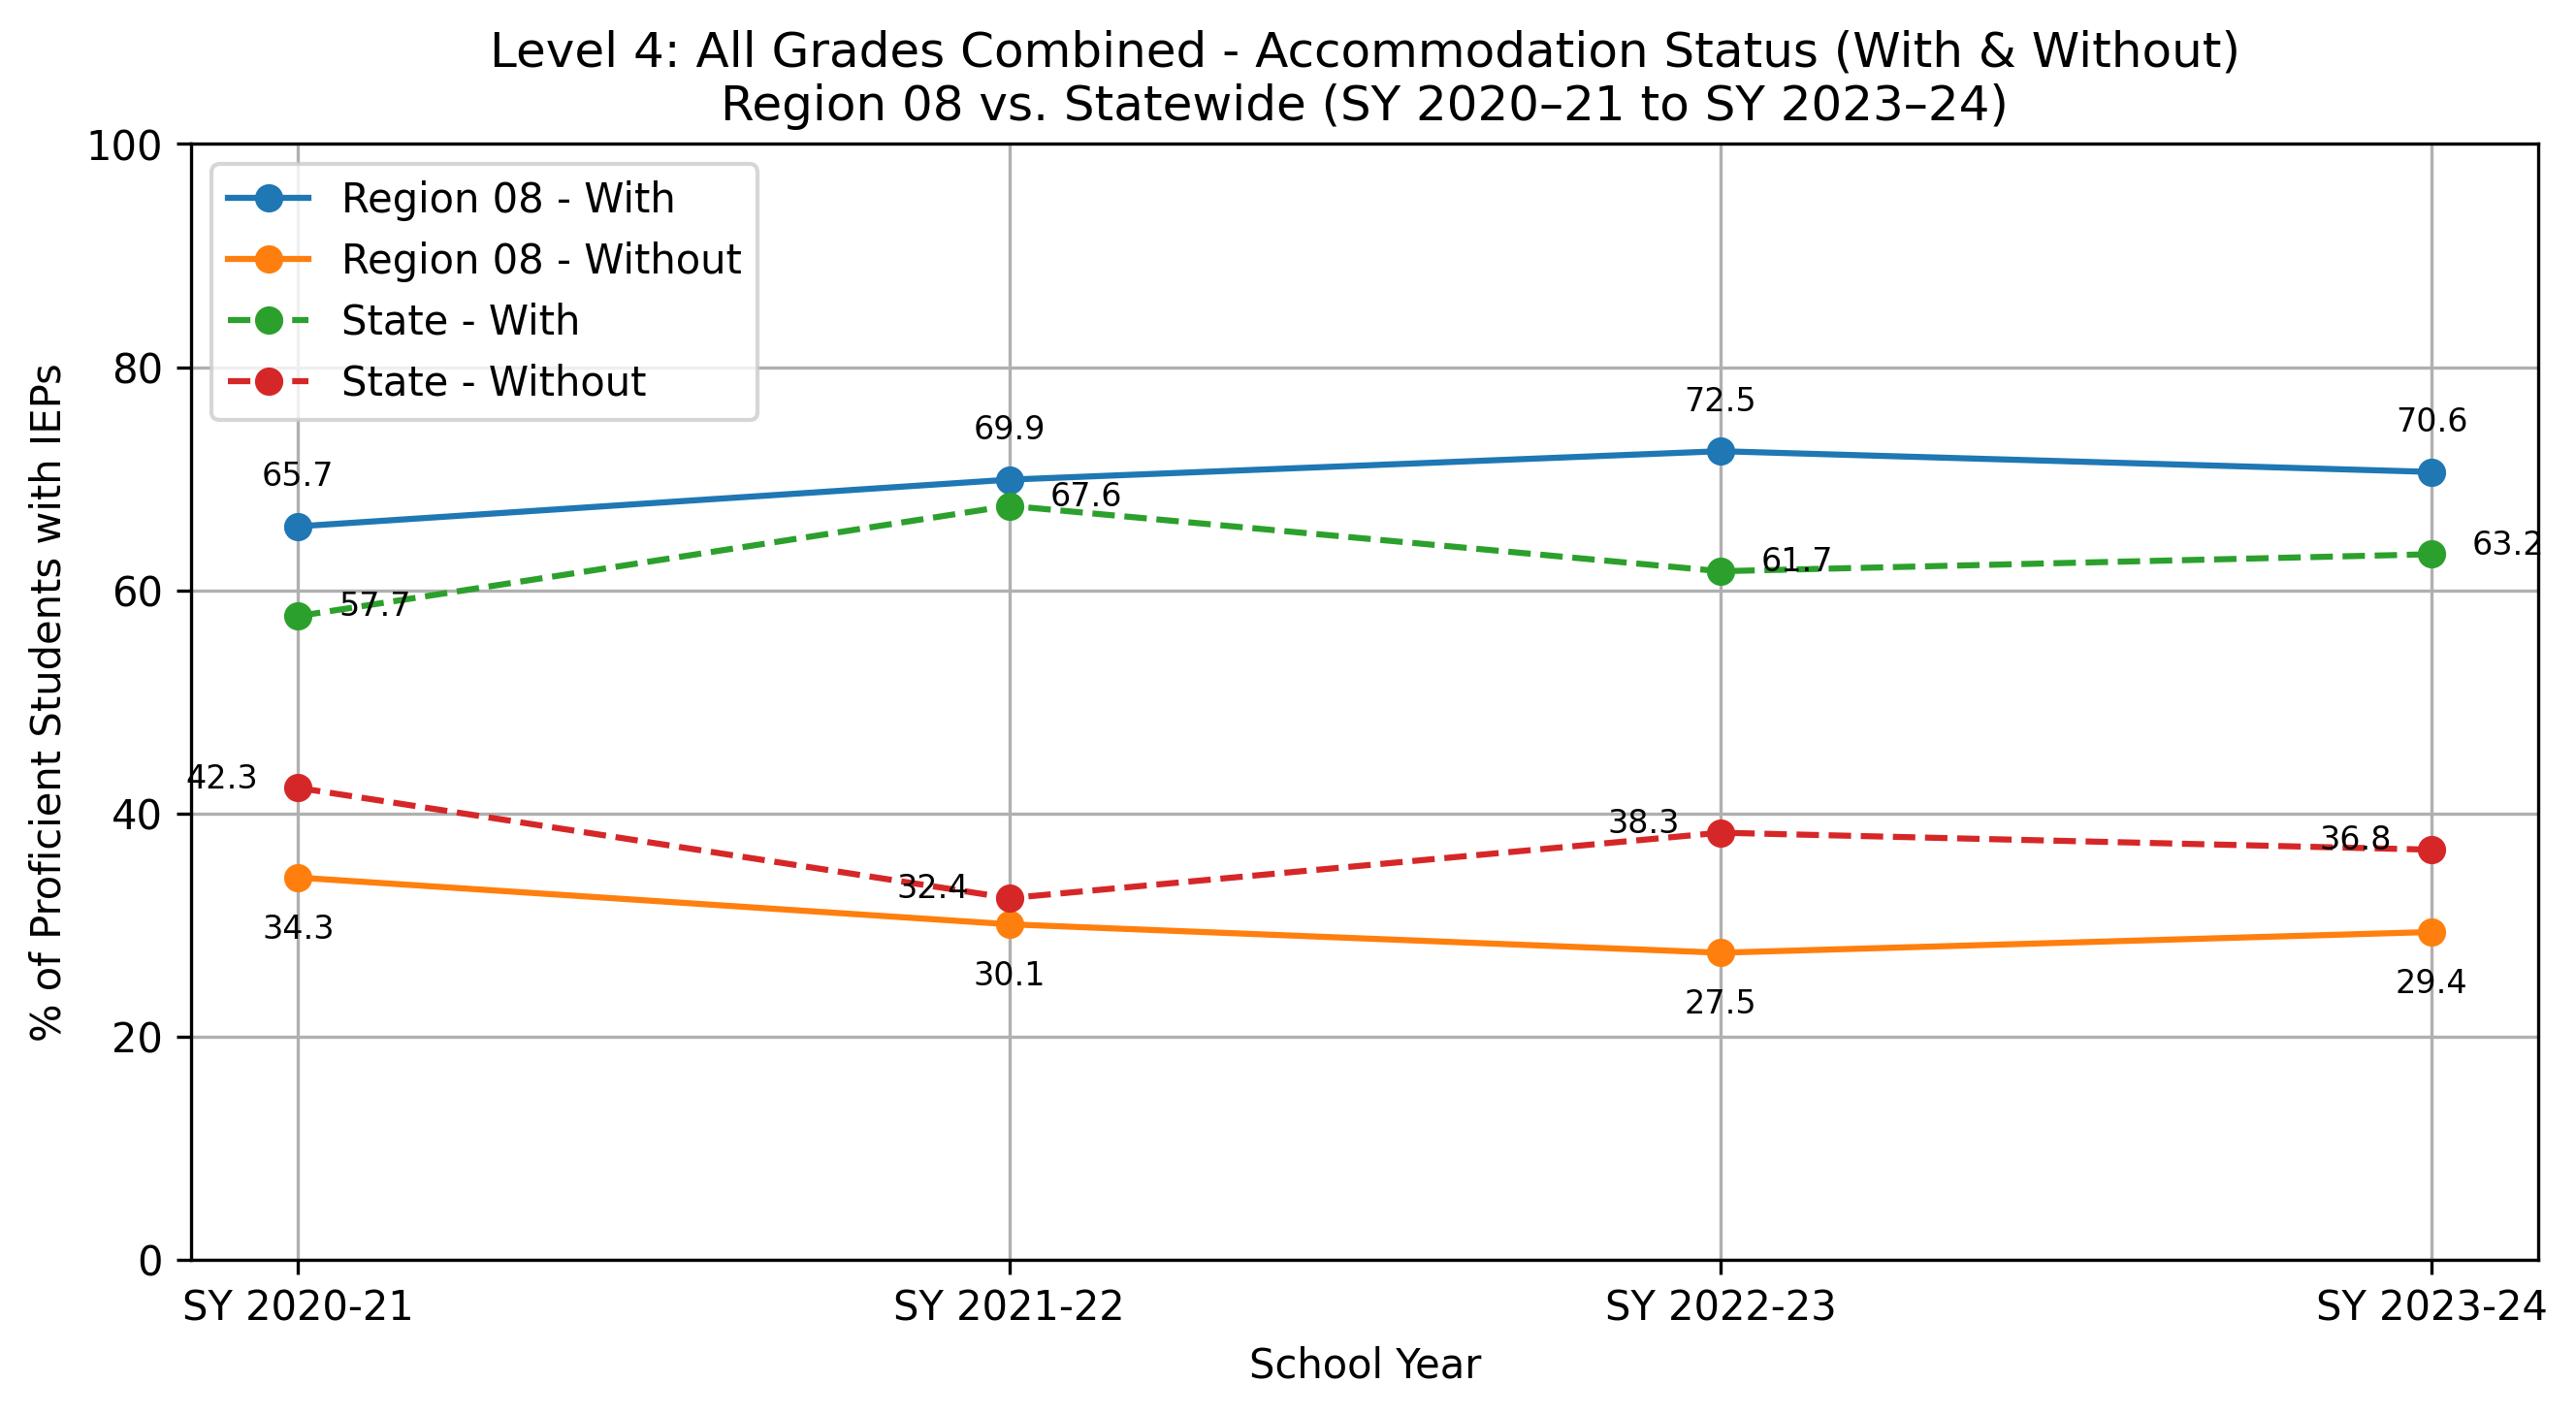 Level 4: All Grades Combined - Accommodation Status (With & Without)
Region 08 vs. Statewide (SY 2020–21 to SY 2023–24)
Region 08 - With
Region 08 - Without
State - With
State - Without
% of Proficient Students with IEPs
100
80
60
40
20
0
65.7
69.9
72.5
70.6
57.7
67.6
61.7
63.2
42.3
32.4
38.3
36.8
34.3
30.1
27.5
29.4
SY 2020-21
SY 2021-22
SY 2022-23
SY 2023-24
School Year